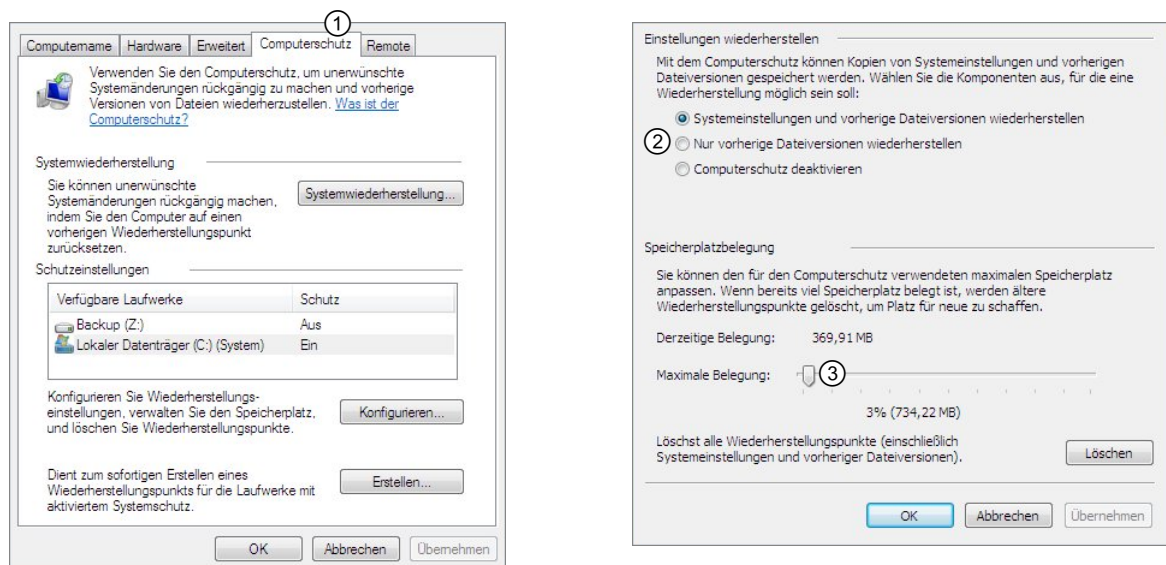 ①
Computername Hardware Erweitert Computerschutz Remote
Verwenden Sie den Computerschutz, um unerwünschte
Systemänderungen rückgängig zu machen und vorherige
Versionen von Dateien wiederherzustellen. Was ist der
Computerschutz?
Systemwiederherstellung
Sie können unerwünschte
Systemänderungen rückgängig machen,
indem Sie den Computer auf einen
vorherigen Wiederherstellungspunkt
zurücksetzen.
Systemwiederherstellung...
Schutzeinstellungen
Verfügbare Laufwerke Schutz
Backup (Z:) Aus
Lokaler Datenträger (C:) (System) Ein
Konfigurieren Sie Wiederherstellungs-
einstellungen, verwalten Sie den Speicherplatz,
und löschen Sie Wiederherstellungspunkte.
Konfigurieren...
Dient zum sofortigen Erstellen eines
Wiederherstellungspunkts für die Laufwerke mit
aktiviertem Systemschutz.
Erstellen...
OK Abbrechen Übernehmen
Einstellungen wiederherstellen
Mit dem Computerschutz können Kopien von Systemeinstellungen und vorherigen
Dateiversionen gespeichert werden. Wählen Sie die Komponenten aus, für die eine
Wiederherstellung möglich sein soll:
Systemeinstellungen und vorherige Dateiversionen wiederherstellen
② Nur vorherige Dateiversionen wiederherstellen
Computerschutz deaktivieren
Speicherplatzbelegung
Sie können den für den Computerschutz verwendeten maximalen Speicherplatz
anpassen. Wenn bereits viel Speicherplatz belegt ist, werden ältere
Wiederherstellungspunkte gelöscht, um Platz für neue zu schaffen.
Derzeitige Belegung: 369,91 MB
Maximale Belegung: ③
3% (734,22 MB)
Löschst alle Wiederherstellungspunkte (einschließlich
Systemeinstellungen und vorheriger Dateiversionen).
Löschen
OK Abbrechen Übernehmen